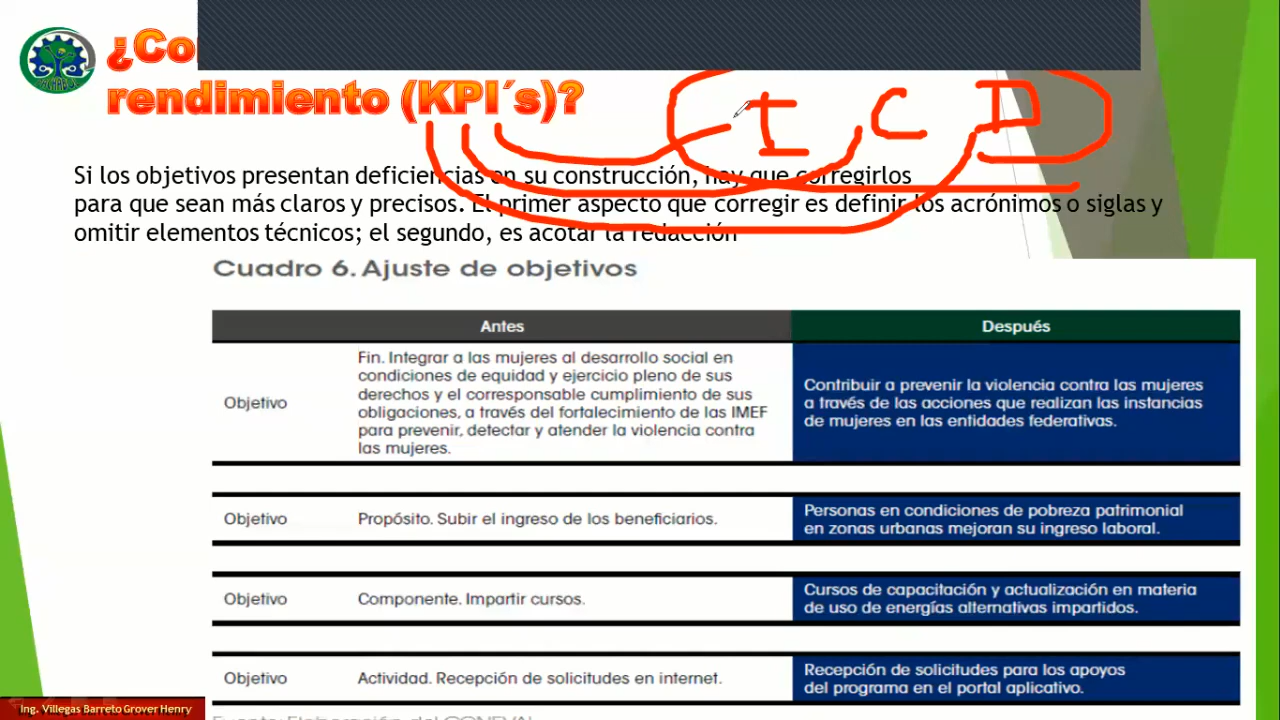 ¿Co
rendimiento (KPI´s)?
I C D
Si los objetivos presentan deficiencias en su construcción, hay que corregirlos
para que sean más claros y precisos. El primer aspecto que corregir es definir los acrónimos o siglas y
omitir elementos técnicos; el segundo, es acotar la redacción
Cuadro 6. Ajuste de objetivos
Antes Después
Objetivo
Fin. Integrar a las mujeres al desarrollo social en
condiciones de equidad y ejercicio pleno de sus
derechos y el corresponsable cumplimiento de sus
obligaciones, a través del fortalecimiento de las IMEF
para prevenir, detectar y atender la violencia contra
las mujeres.
Contribuir a prevenir la violencia contra las mujeres
a través de las acciones que realizan las instancias
de mujeres en las entidades federativas.
Objetivo Propósito. Subir el ingreso de los beneficiarios.
Personas en condiciones de pobreza patrimonial
en zonas urbanas mejoran su ingreso laboral.
Objetivo Componente. Impartir cursos.
Cursos de capacitación y actualización en materia
de uso de energías alternativas impartidos.
Objetivo Actividad. Recepción de solicitudes en internet.
Recepción de solicitudes para los apoyos
del programa en el portal aplicativo.
Ing. Villegas Barreto Grover Henry
Fuente: Elaboración del CONEVAL